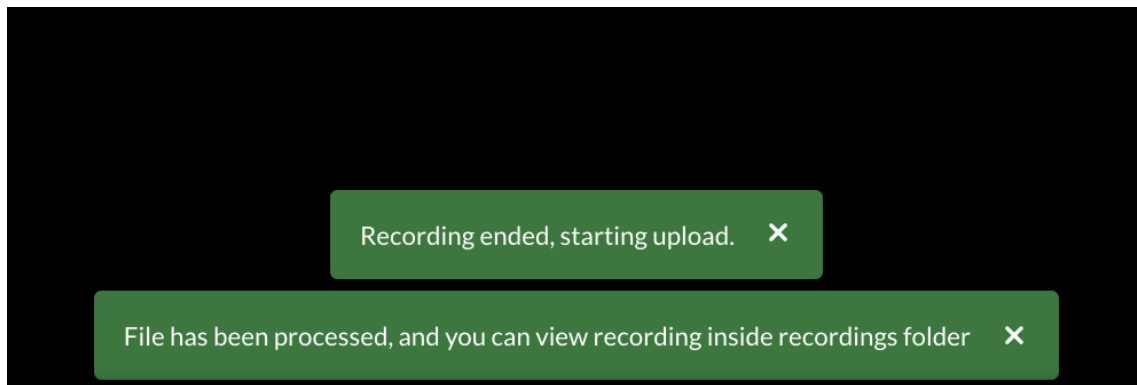 Recording ended, starting upload.
File has been processed, and you can view recording inside recordings folder